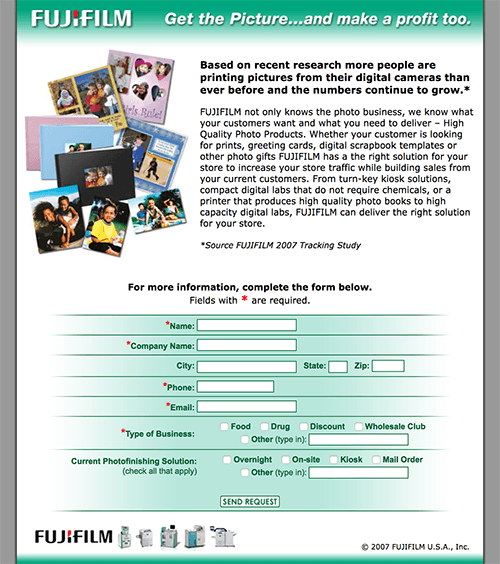 FUJIFILM Get the Picture...and make a profit too.
Based on recent research more people are
printing pictures from their digital cameras than
ever before and the numbers continue to grow.*
FUJIFILM not only knows the photo business, we know what
your customers want and what you need to deliver – High
Quality Photo Products. Whether your customer is looking
for prints, greeting cards, digital scrapbook templates or
other photo gifts FUJIFILM has a the right solution for your
store to increase your store traffic while building sales from
your current customers. From turn-key kiosk solutions,
compact digital labs that do not require chemicals, or a
printer that produces high quality photo books to high
capacity digital labs, FUJIFILM can deliver the right solution
for your store.
*Source FUJIFILM 2007 Tracking Study
For more information, complete the form below.
Fields with * are required.
*Name:
*Company Name:
City: State: Zip:
*Phone:
*Email:
*Type of Business: Food Drug Discount Wholesale Club
Other (type in):
Current Photofinishing Solution: Overnight On-site Kiosk Mail Order
(check all that apply) Other (type in):
SEND REQUEST
FUJIFILM
© 2007 FUJIFILM U.S.A., Inc.